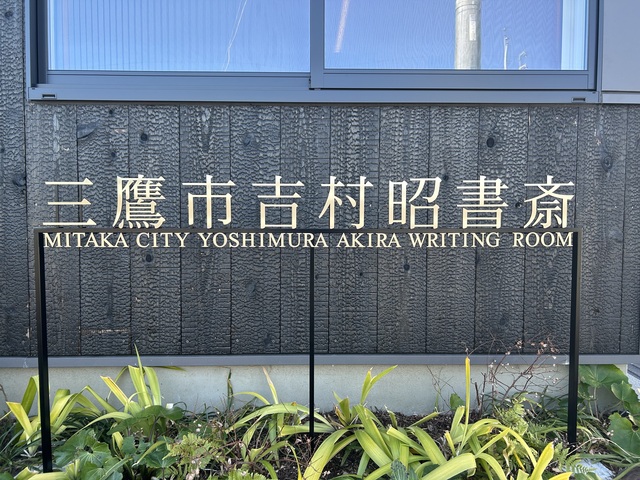 三鷹市吉村昭書斎
MITAKA CITY YOSHIMURA AKIRA WRITING ROOM